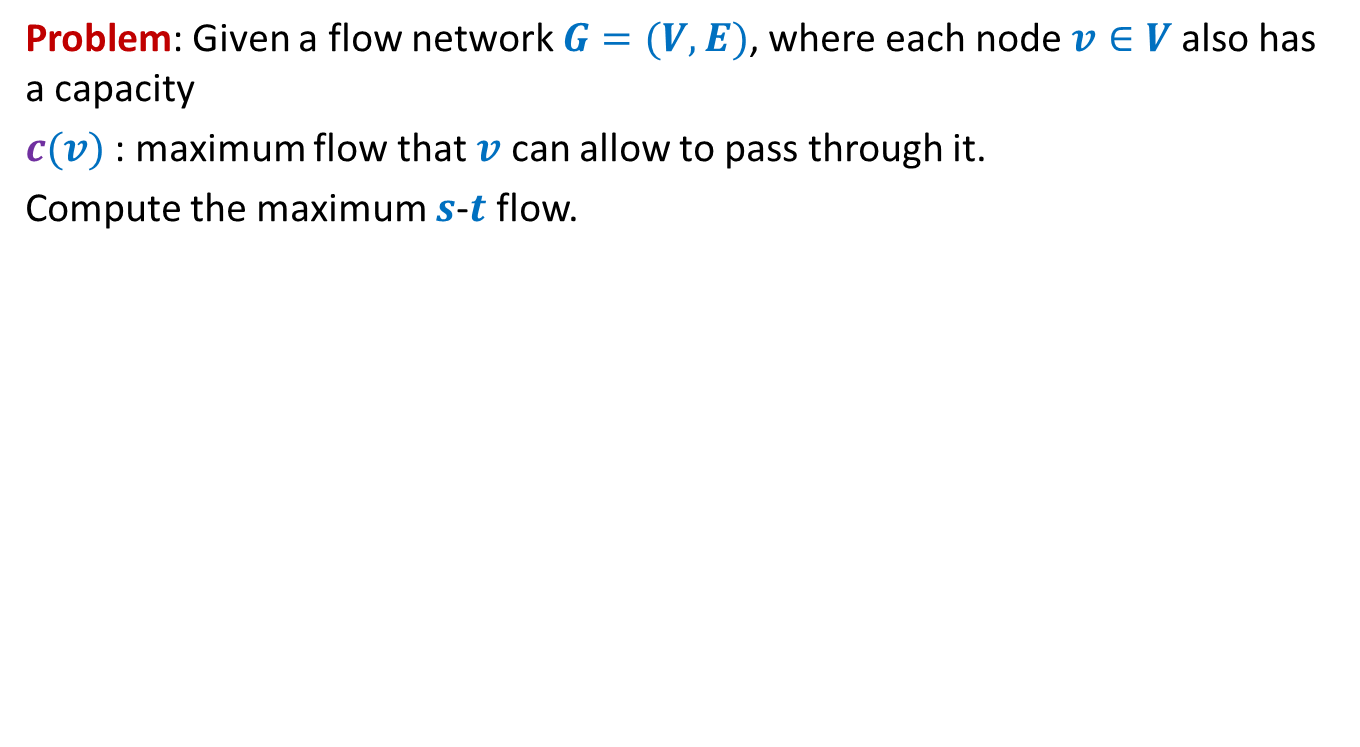 Problem: Given a flow network G = (V, E), where each node v ∈ V also has
a capacity
c(v) : maximum flow that v can allow to pass through it.
Compute the maximum s-t flow.